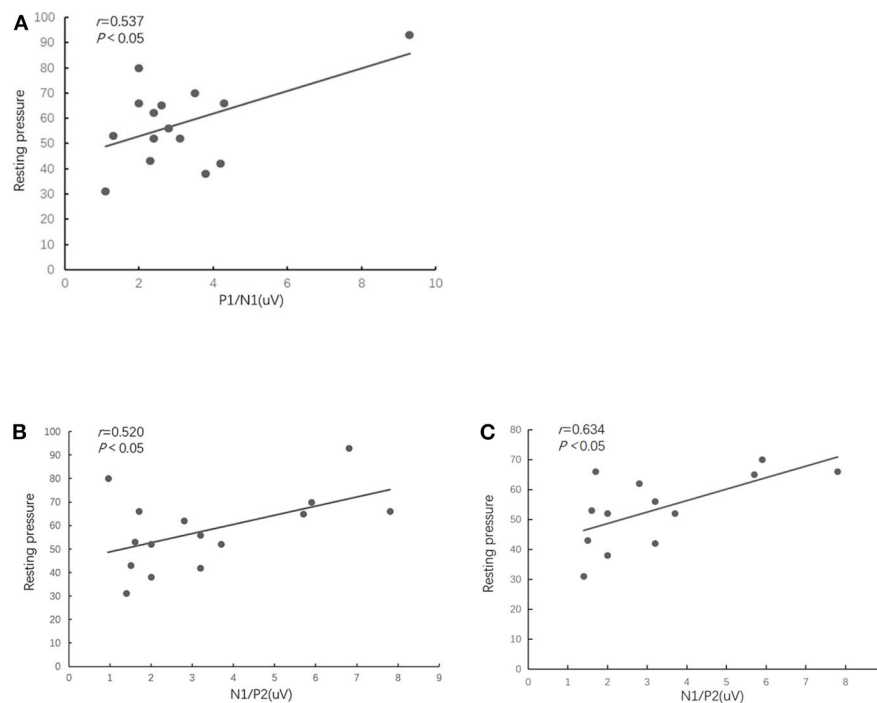 A
r=0.537
P < 0.05
Resting pressure
100
90
80
70
60
50
40
30
20
10
0
0 2 4 6 8 10
P1/N1(uV)
B
r=0.520
P < 0.05
Resting pressure
100
90
80
70
60
50
40
30
20
10
0
0 1 2 3 4 5 6 7 8 9
N1/P2(uV)
C
r=0.634
P < 0.05
Resting pressure
80
70
60
50
40
30
20
10
0
0 1 2 3 4 5 6 7 8
N1/P2(uV)